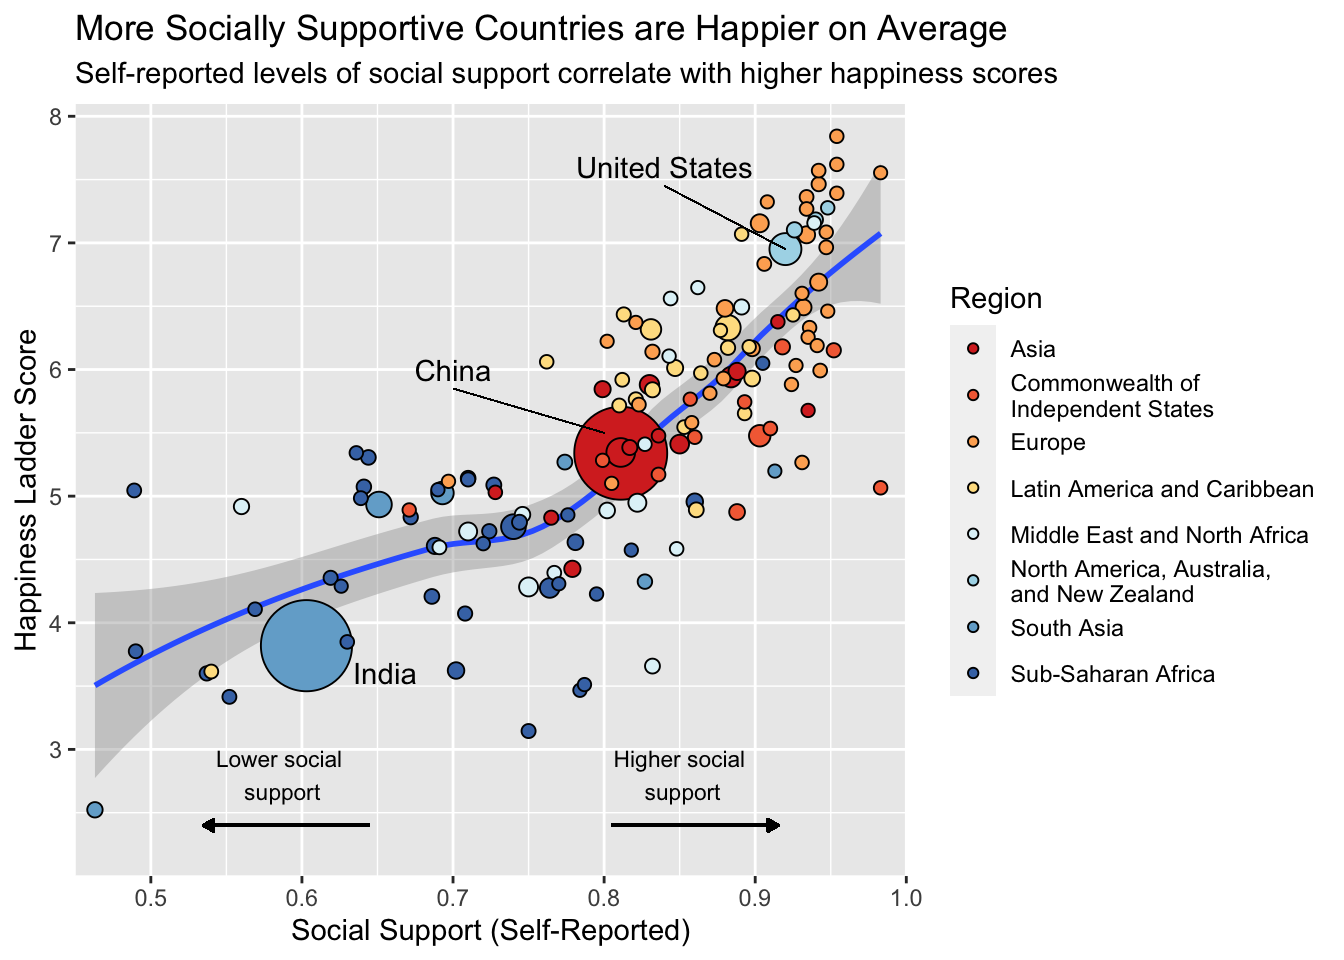 More Socially Supportive Countries are Happier on Average
Self-reported levels of social support correlate with higher happiness scores
8
7
6
5
4
3
Happiness Ladder Score
United States
China
India
Lower social
support
Higher social
support
0.5
0.6
0.7
0.8
0.9
1.0
Social Support (Self-Reported)
Region
Asia
Commonwealth of
Independent States
Europe
Latin America and Caribbean
Middle East and North Africa
North America, Australia,
and New Zealand
South Asia
Sub-Saharan Africa